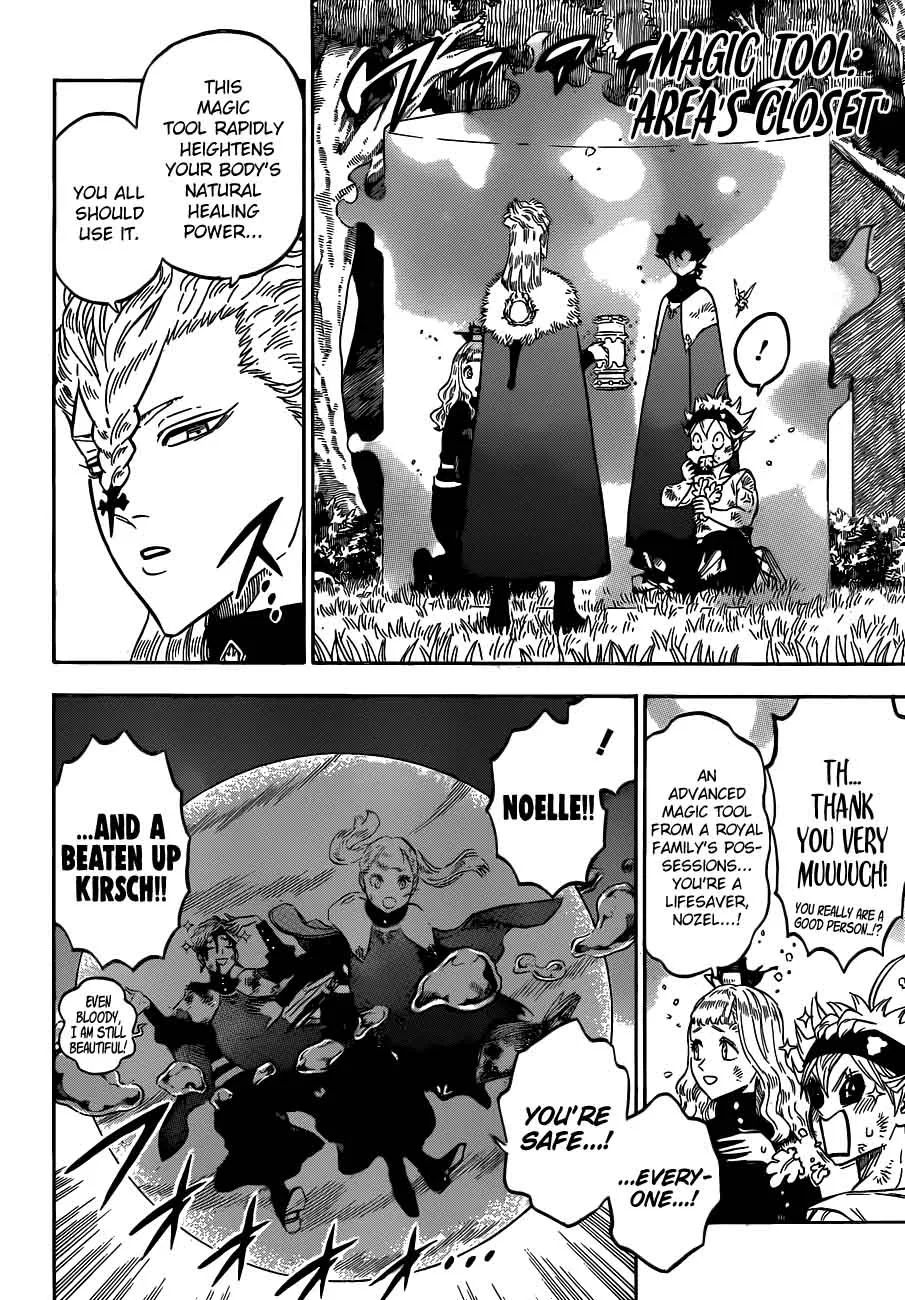 MAGIC TOOL:
"AREA'S CLOSET"
!
THIS
MAGIC
TOOL RAPIDLY
HEIGHTENS
YOUR BODY'S
NATURAL
HEALING
POWER...
YOU ALL
SHOULD
USE IT.
ス...
TH...
THANK
YOU VERY
MUUUUCH!
YOU REALLY ARE A
GOOD PERSON..!?
AN
ADVANCED
MAGIC TOOL
FROM A ROYAL
FAMILY'S POS-
SESSIONS...
YOU'RE A
LIFESAVER,
NOZEL...!
!
NOELLE!!
...AND A
BEATEN UP
KIRSCH!!
EVEN
BLOODY,
I AM STILL
BEAUTIFUL!
YOU'RE
SAFE...!
...EVERY-
ONE...!